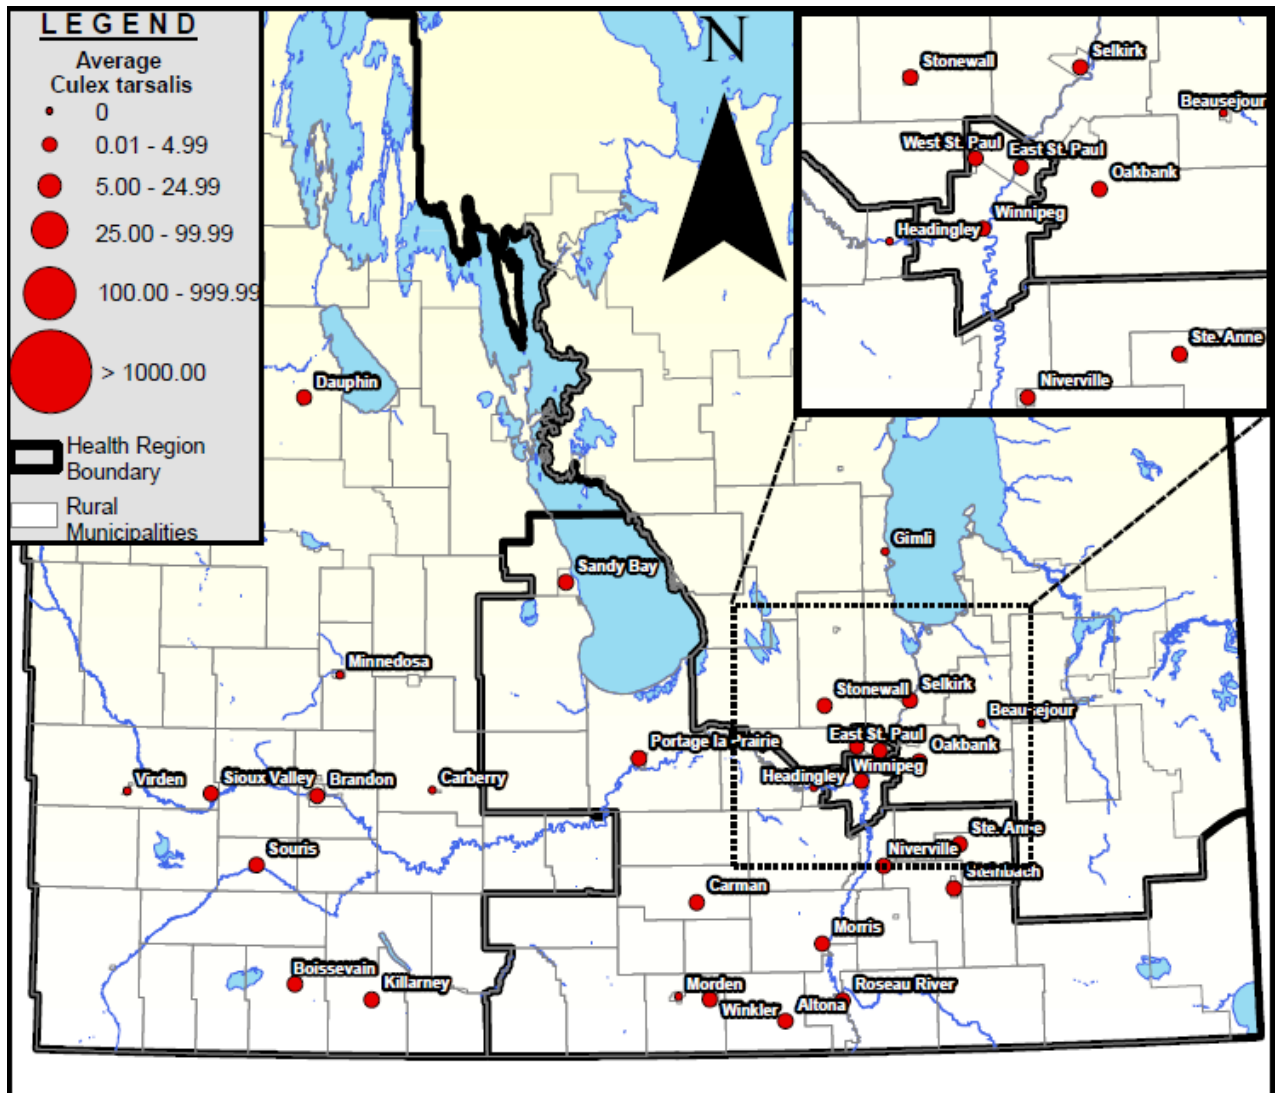 LEGEND
Average
Culex tarsalis
0
0.01 - 4.99
5.00 - 24.99
25.00 - 99.99
100.00 - 999.99
> 1000.00
Health Region
Boundary
Rural
Municipalities
N
Stonewall
Selkirk
Beausejour
West St. Paul
East St. Paul
Oakbank
Winnipeg
Headingley
Ste. Anne
Niverville
Dauphin
Gimli
Sandy Bay
Minnedosa
Stonewall
Selkirk
Beausejour
Portage la Prairie
East St. Paul
Oakbank
Winnipeg
Headingley
Virden
Sioux Valley
Brandon
Carberry
Souris
Ste. Anne
Niverville
Steinbach
Carman
Morris
Boissevain
Killarney
Morden
Winkler
Altona
Roseau River